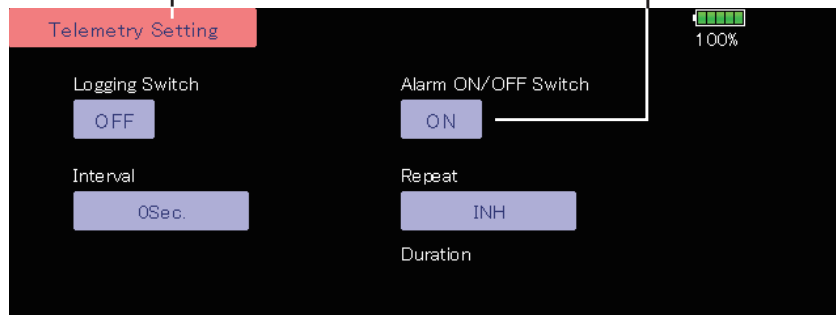 Telemetry Setting
100%
Logging Switch
Alarm ON/OFF Switch
OFF
ON
Interval
Repeat
0Sec.
INH
Duration